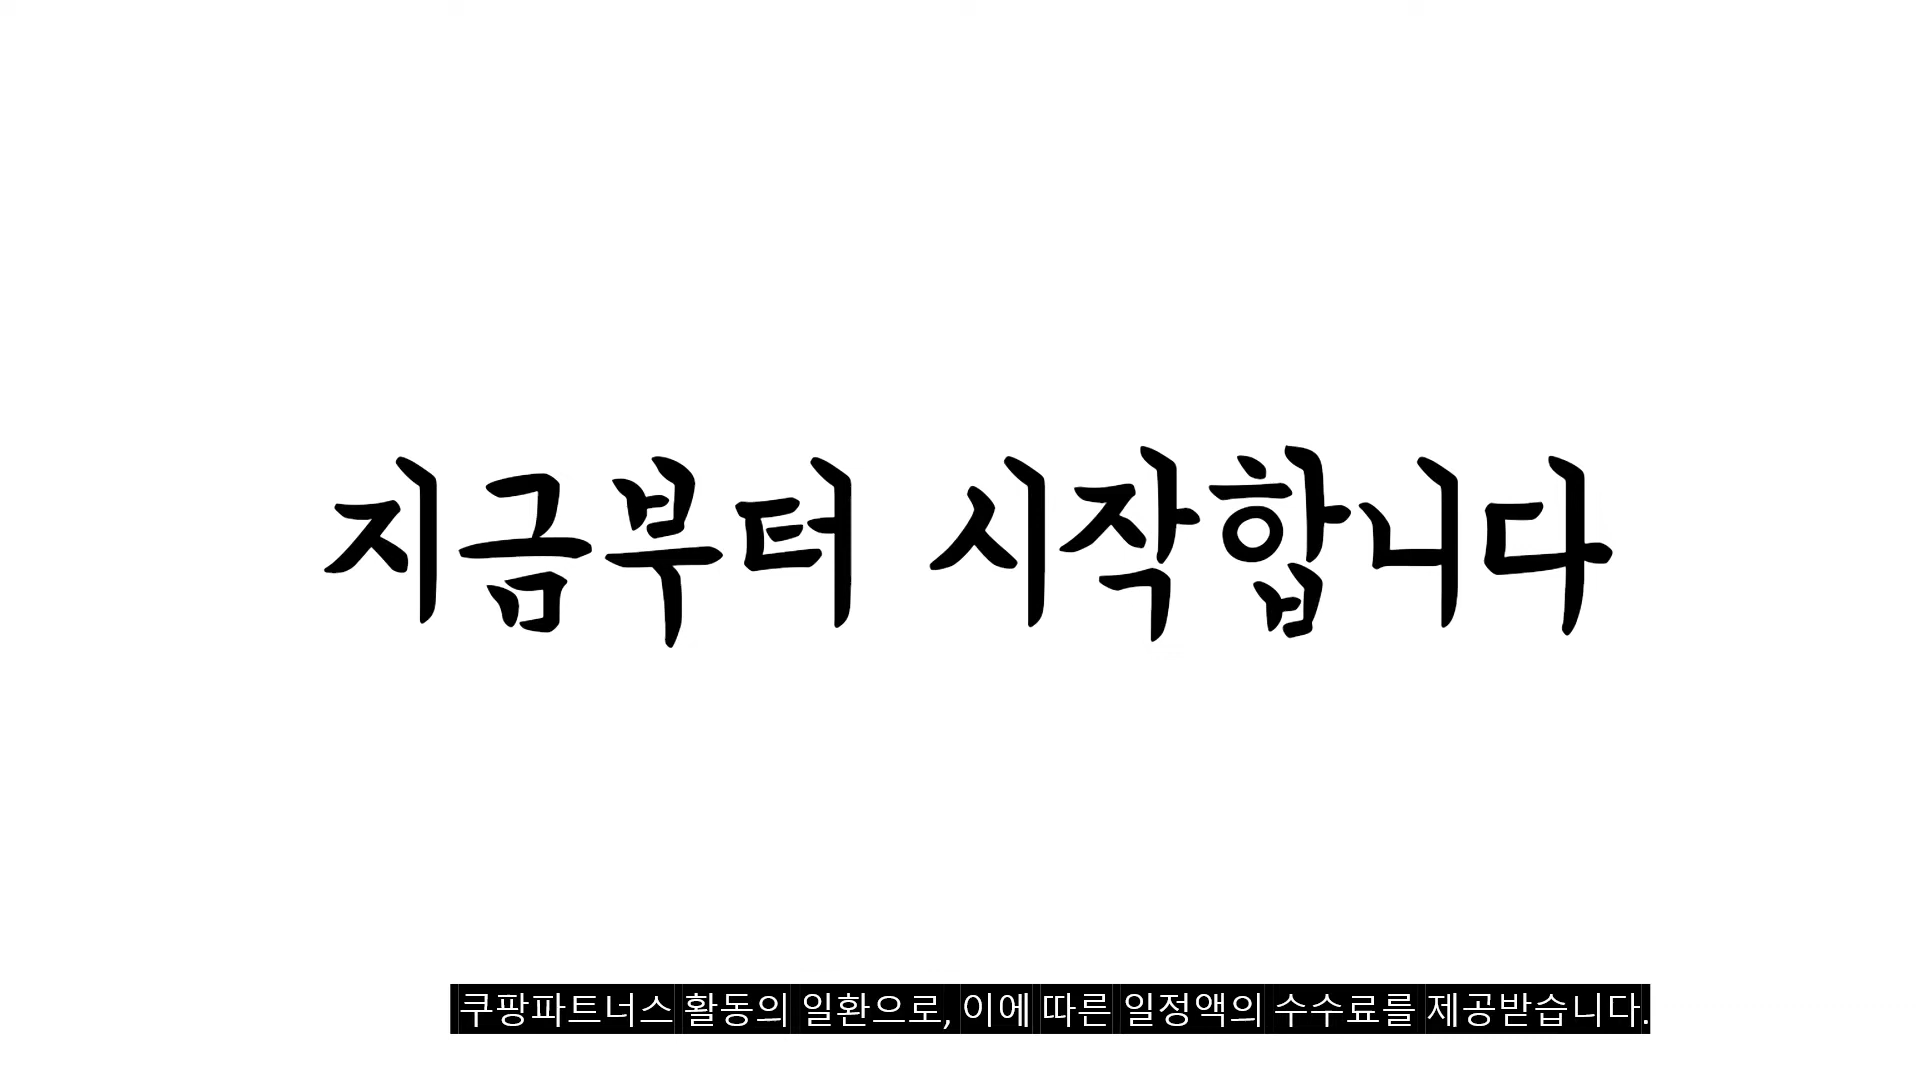 지금부터 시작합니다
쿠팡파트너스 활동의 일환으로, 이에 따른 일정액의 수수료를 제공받습니다.